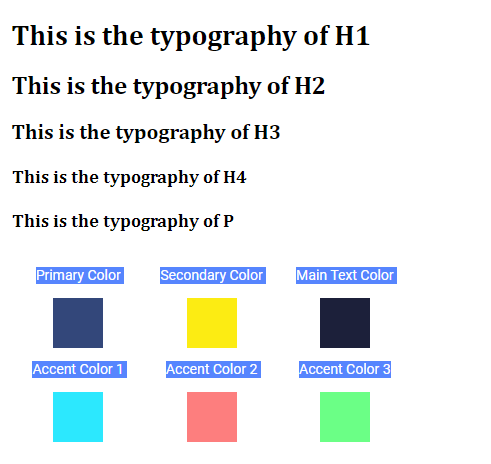 This is the typography of H1
This is the typography of H2
This is the typography of H3
This is the typography of H4
This is the typography of P
Primary Color Secondary Color Main Text Color
Accent Color 1 Accent Color 2 Accent Color 3